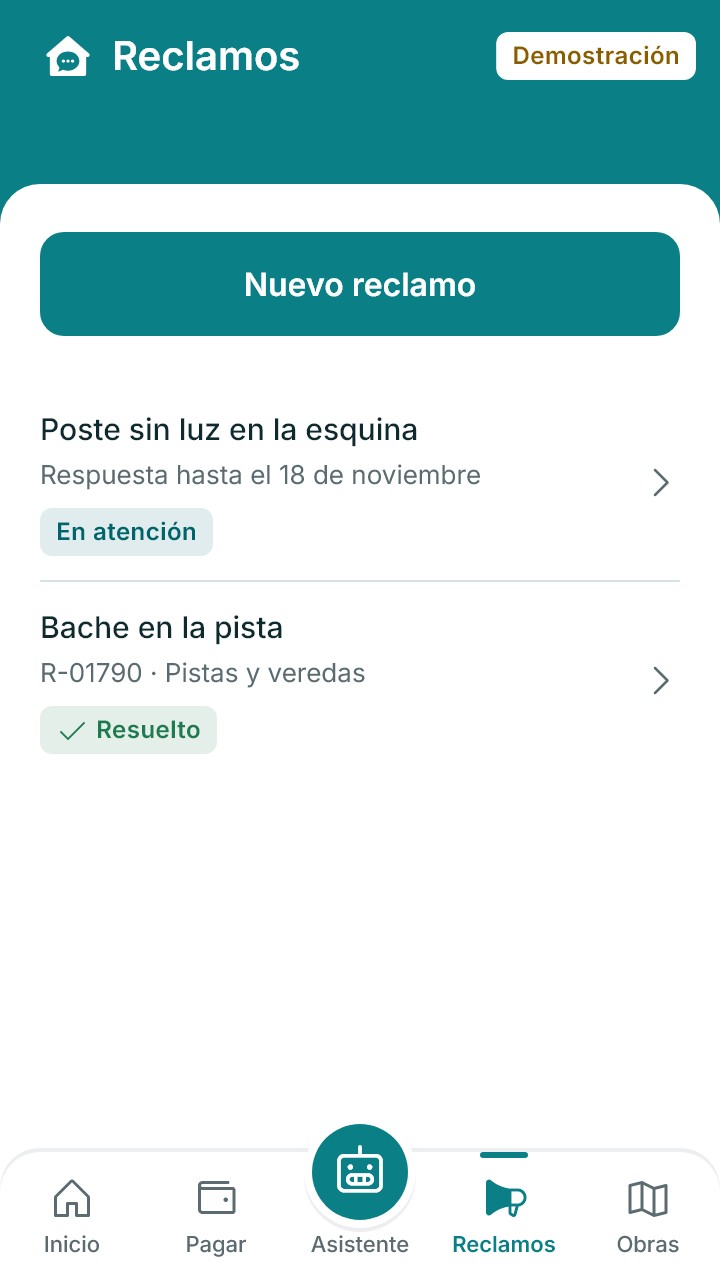 Reclamos
Demostración
Nuevo reclamo
Poste sin luz en la esquina
Respuesta hasta el 18 de noviembre
En atención
Bache en la pista
R-01790 · Pistas y veredas
Resuelto
Inicio
Pagar
Asistente
Reclamos
Obras